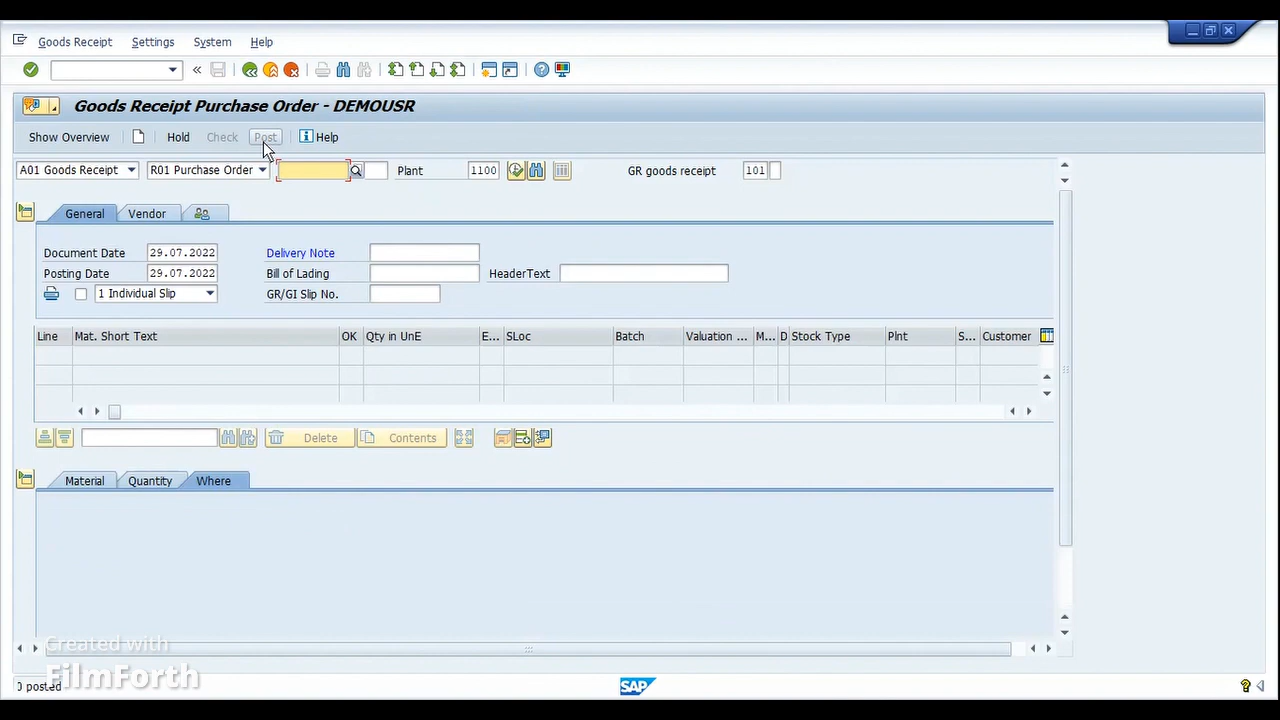 Goods Receipt Settings System Help
Goods Receipt Purchase Order - DEMOUSR
Show Overview Hold Check Post Help
A01 Goods Receipt R01 Purchase Order Plant 1100 GR goods receipt 101
General Vendor
Document Date 29.07.2022 Delivery Note
Posting Date 29.07.2022 Bill of Lading HeaderText
1 Individual Slip GR/GI Slip No.
Line Mat. Short Text OK Qty in UnE E... SLoc Batch Valuation ... M... D Stock Type Plnt S... Customer
Delete Contents
Material Quantity Where
Created with
FilmForth
0 posted
SAP